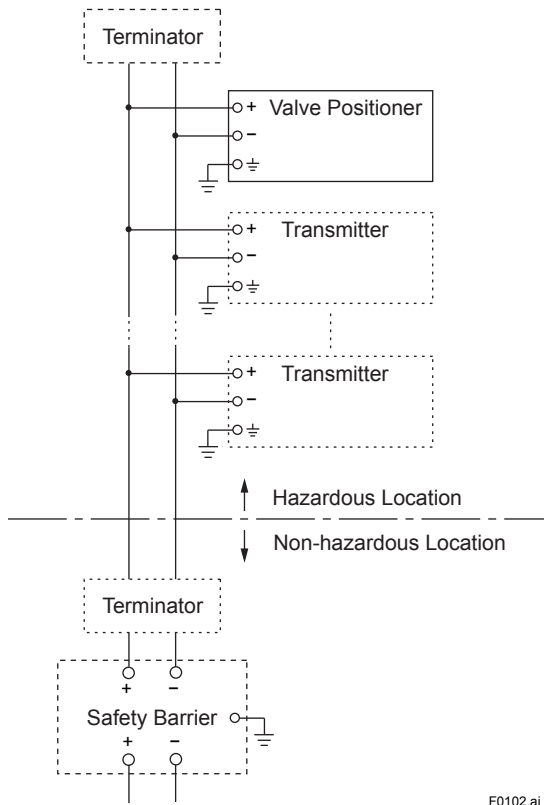 Terminator
+ Valve Positioner
−
+ Transmitter
−
+ Transmitter
−
Hazardous Location
Non-hazardous Location
Terminator
+ −
Safety Barrier
+ −
F0102.ai